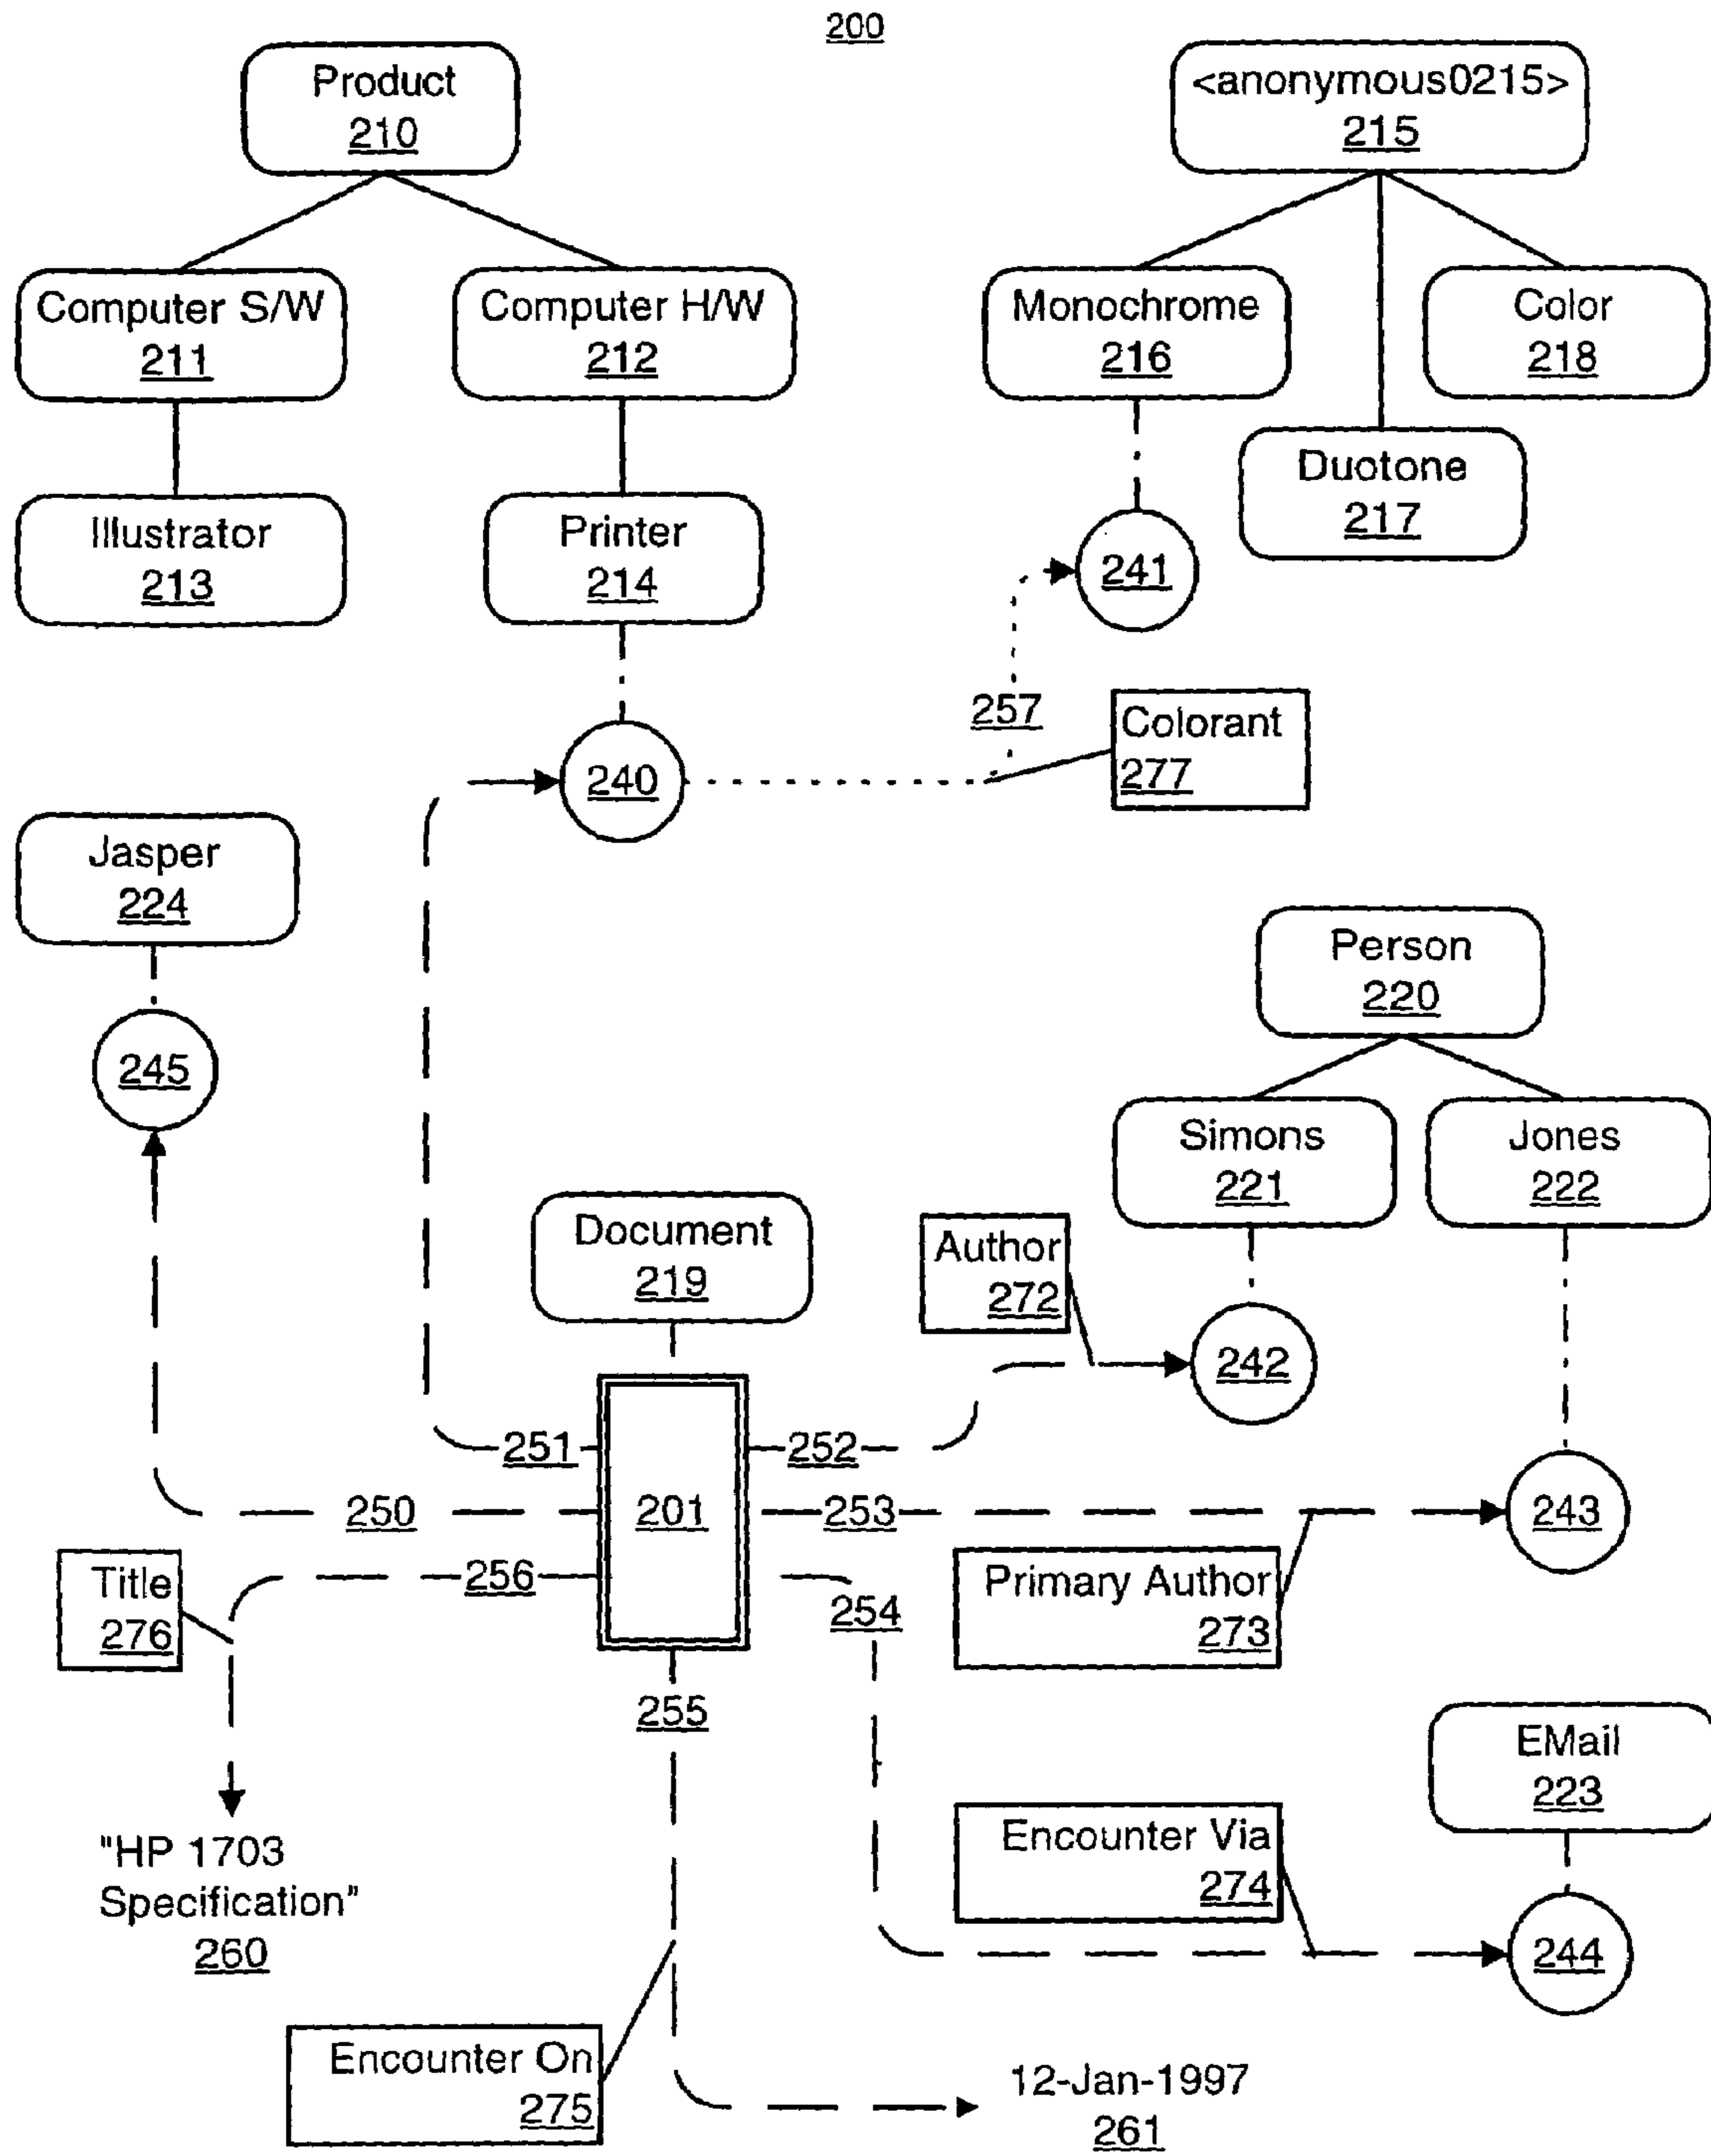 200
Product
210
<anonymous0215>
215
Computer S/W
211
Computer H/W
212
Monochrome
216
Color
218
Illustrator
213
Printer
214
Duotone
217
241
257
Colorant
277
240
Jasper
224
Person
220
245
Simons
221
Jones
222
Document
219
Author
272
242
251
252
250
201
253
243
Title
276
256
254
Primary Author
273
255
EMail
223
"HP 1703
Specification"
260
Encounter Via
274
244
Encounter On
275
12-Jan-1997
261